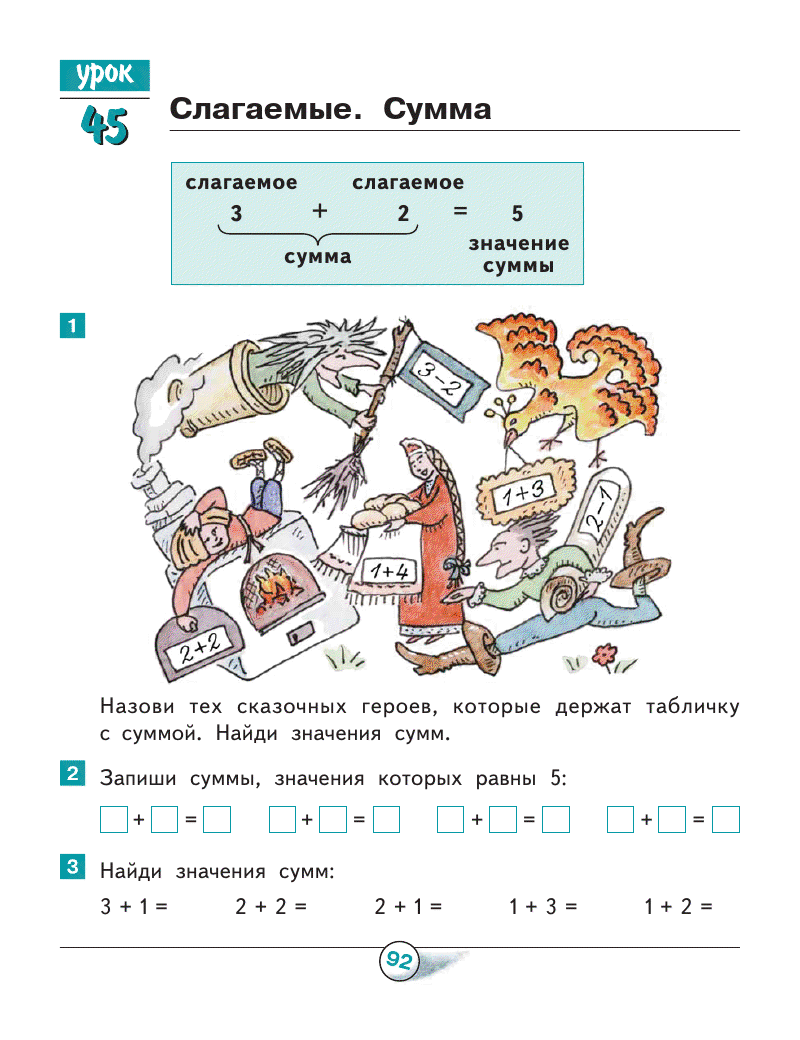 урок
45
Слагаемые. Сумма
слагаемое слагаемое
3 + 2 = 5
сумма
значение
суммы
1
3-2
1+3
2-1
1+4
2+2
Назови тех сказочных героев, которые держат табличку
с суммой. Найди значения сумм.
2 Запиши суммы, значения которых равны 5:
+ = + = + = + =
3 Найди значения сумм:
3 + 1 = 2 + 2 = 2 + 1 = 1 + 3 = 1 + 2 =
92